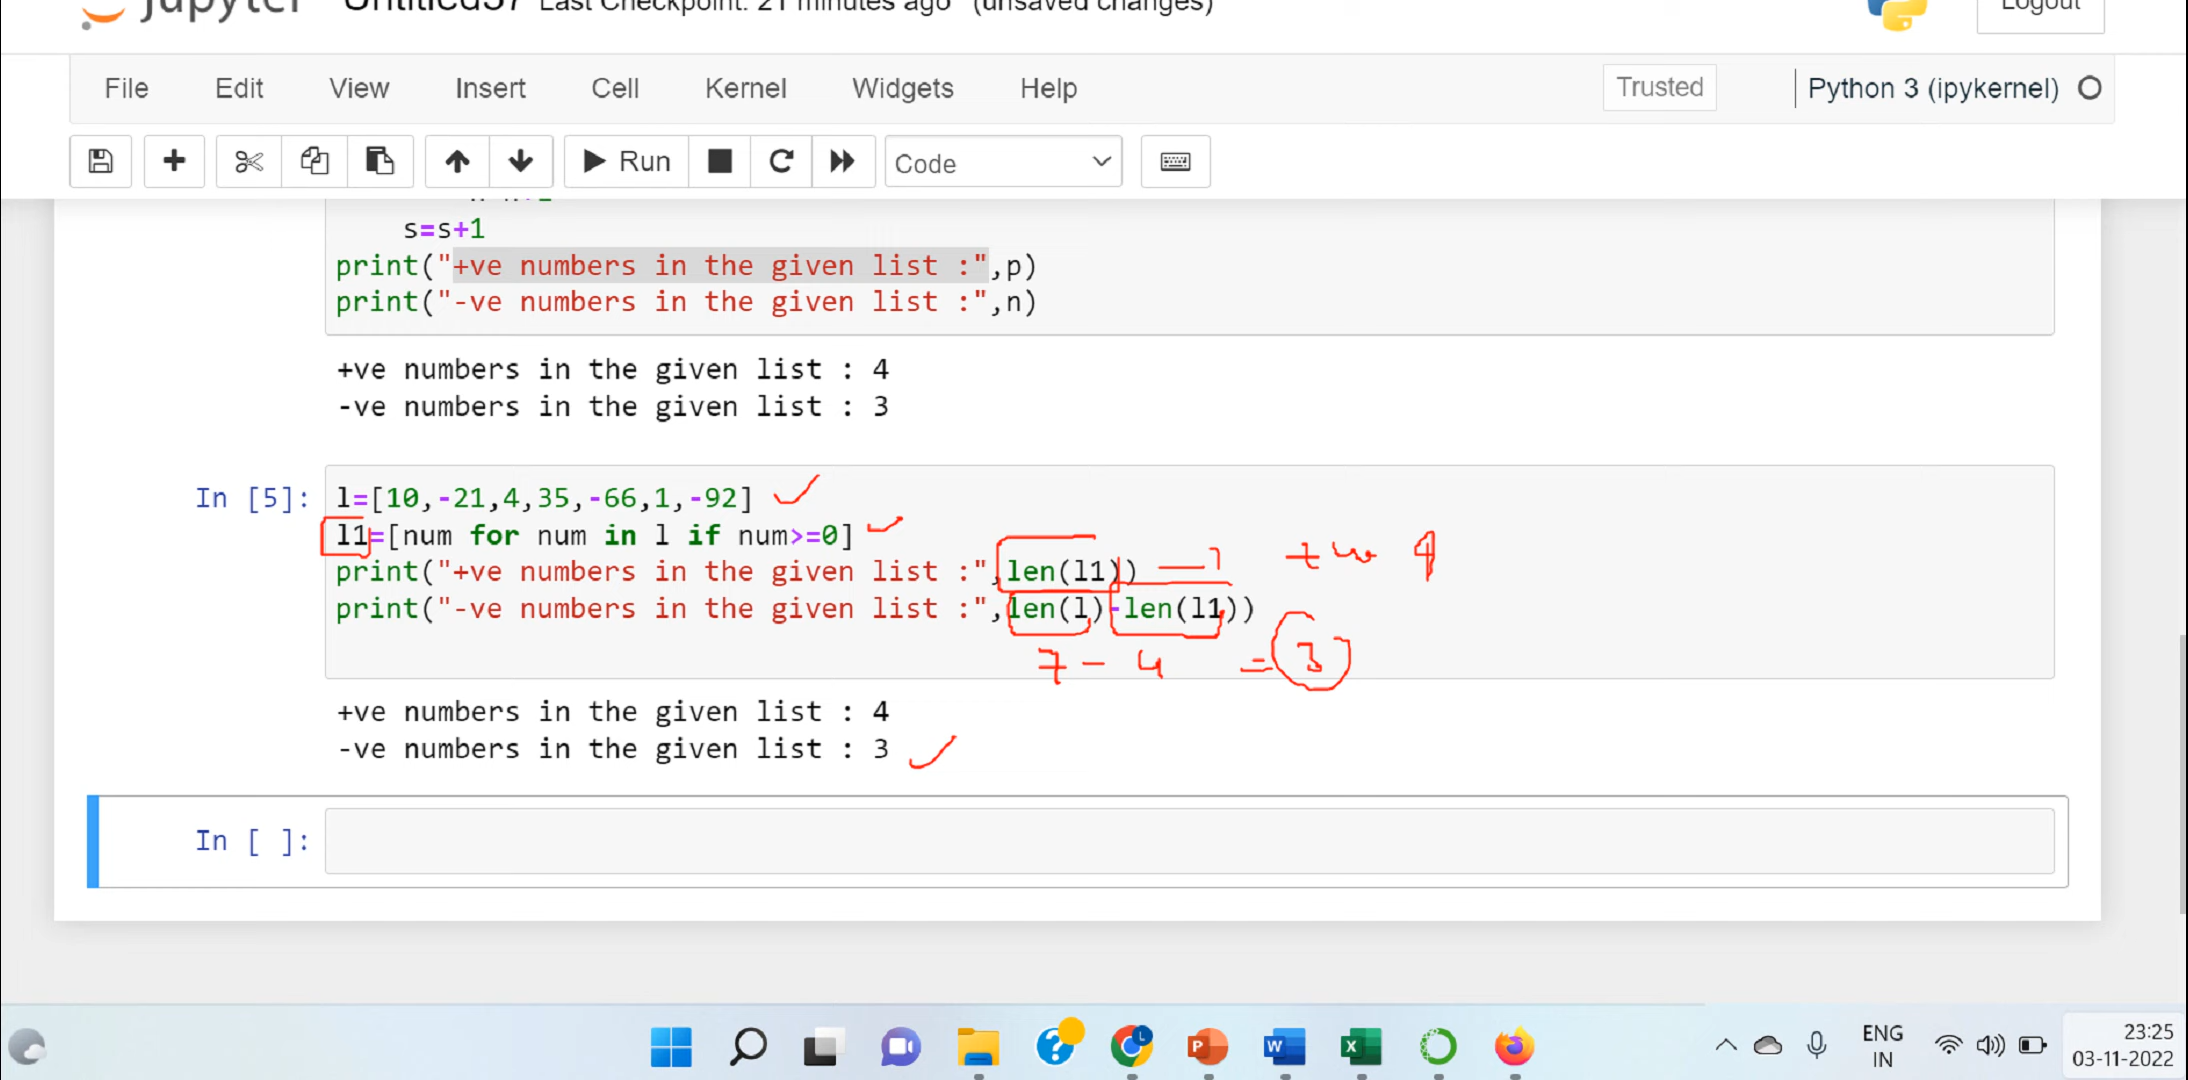 jupyter Untitled37 Last Checkpoint: 21 minutes ago (unsaved changes) Logout
File Edit View Insert Cell Kernel Widgets Help Trusted Python 3 (ipykernel)
Run Code
s=s+1
print("+ve numbers in the given list :",p)
print("-ve numbers in the given list :",n)
+ve numbers in the given list : 4
-ve numbers in the given list : 3
In [5]: l=[10,-21,4,35,-66,1,-92]
l1=[num for num in l if num>=0]
print("+ve numbers in the given list :",len(l1)) +ve 4
print("-ve numbers in the given list :",len(l)-len(l1))
7 - 4 = 3
+ve numbers in the given list : 4
-ve numbers in the given list : 3
In [ ]:
ENG
IN
23:25
03-11-2022